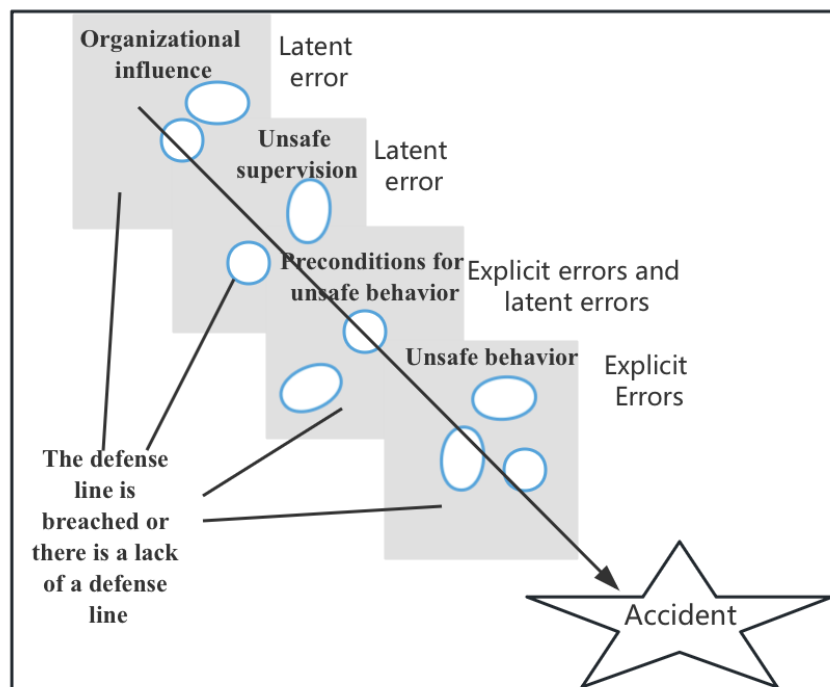 Organizational
influence
Latent
error
Unsafe
supervision
Latent
error
Preconditions for
unsafe behavior
Explicit errors and
latent errors
Unsafe behavior
Explicit
Errors
The defense
line is
breached or
there is a lack
of a defense
line
Accident